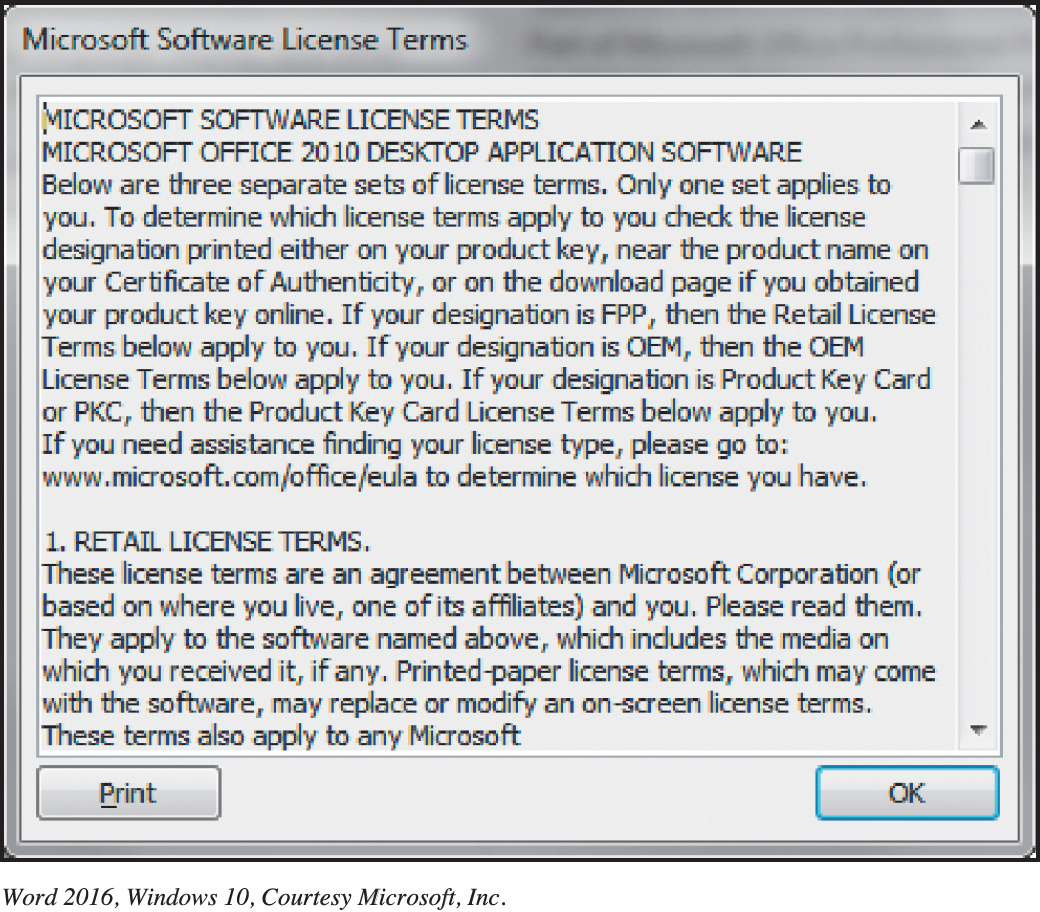 Microsoft Software License Terms
MICROSOFT SOFTWARE LICENSE TERMS
MICROSOFT OFFICE 2010 DESKTOP APPLICATION SOFTWARE
Below are three separate sets of license terms. Only one set applies to
you. To determine which license terms apply to you check the license
designation printed either on your product key, near the product name on
your Certificate of Authenticity, or on the download page if you obtained
your product key online. If your designation is FPP, then the Retail License
Terms below apply to you. If your designation is OEM, then the OEM
License Terms below apply to you. If your designation is Product Key Card
or PKC, then the Product Key Card License Terms below apply to you.
If you need assistance finding your license type, please go to:
www.microsoft.com/office/eula to determine which license you have.
1. RETAIL LICENSE TERMS.
These license terms are an agreement between Microsoft Corporation (or
based on where you live, one of its affiliates) and you. Please read them.
They apply to the software named above, which includes the media on
which you received it, if any. Printed-paper license terms, which may come
with the software, may replace or modify an on-screen license terms.
These terms also apply to any Microsoft
Print
OK
Word 2016, Windows 10, Courtesy Microsoft, Inc.